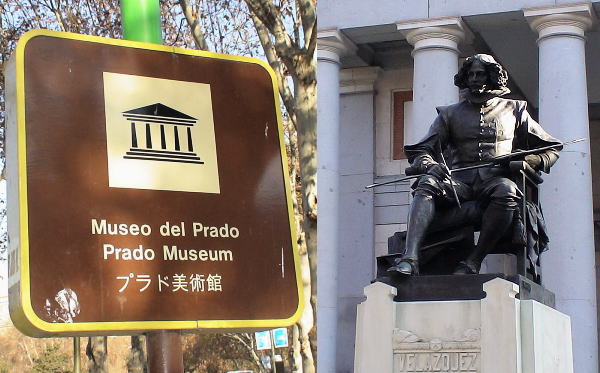 Museo del Prado
Prado Museum
プラド美術館
VELAZQUEZ